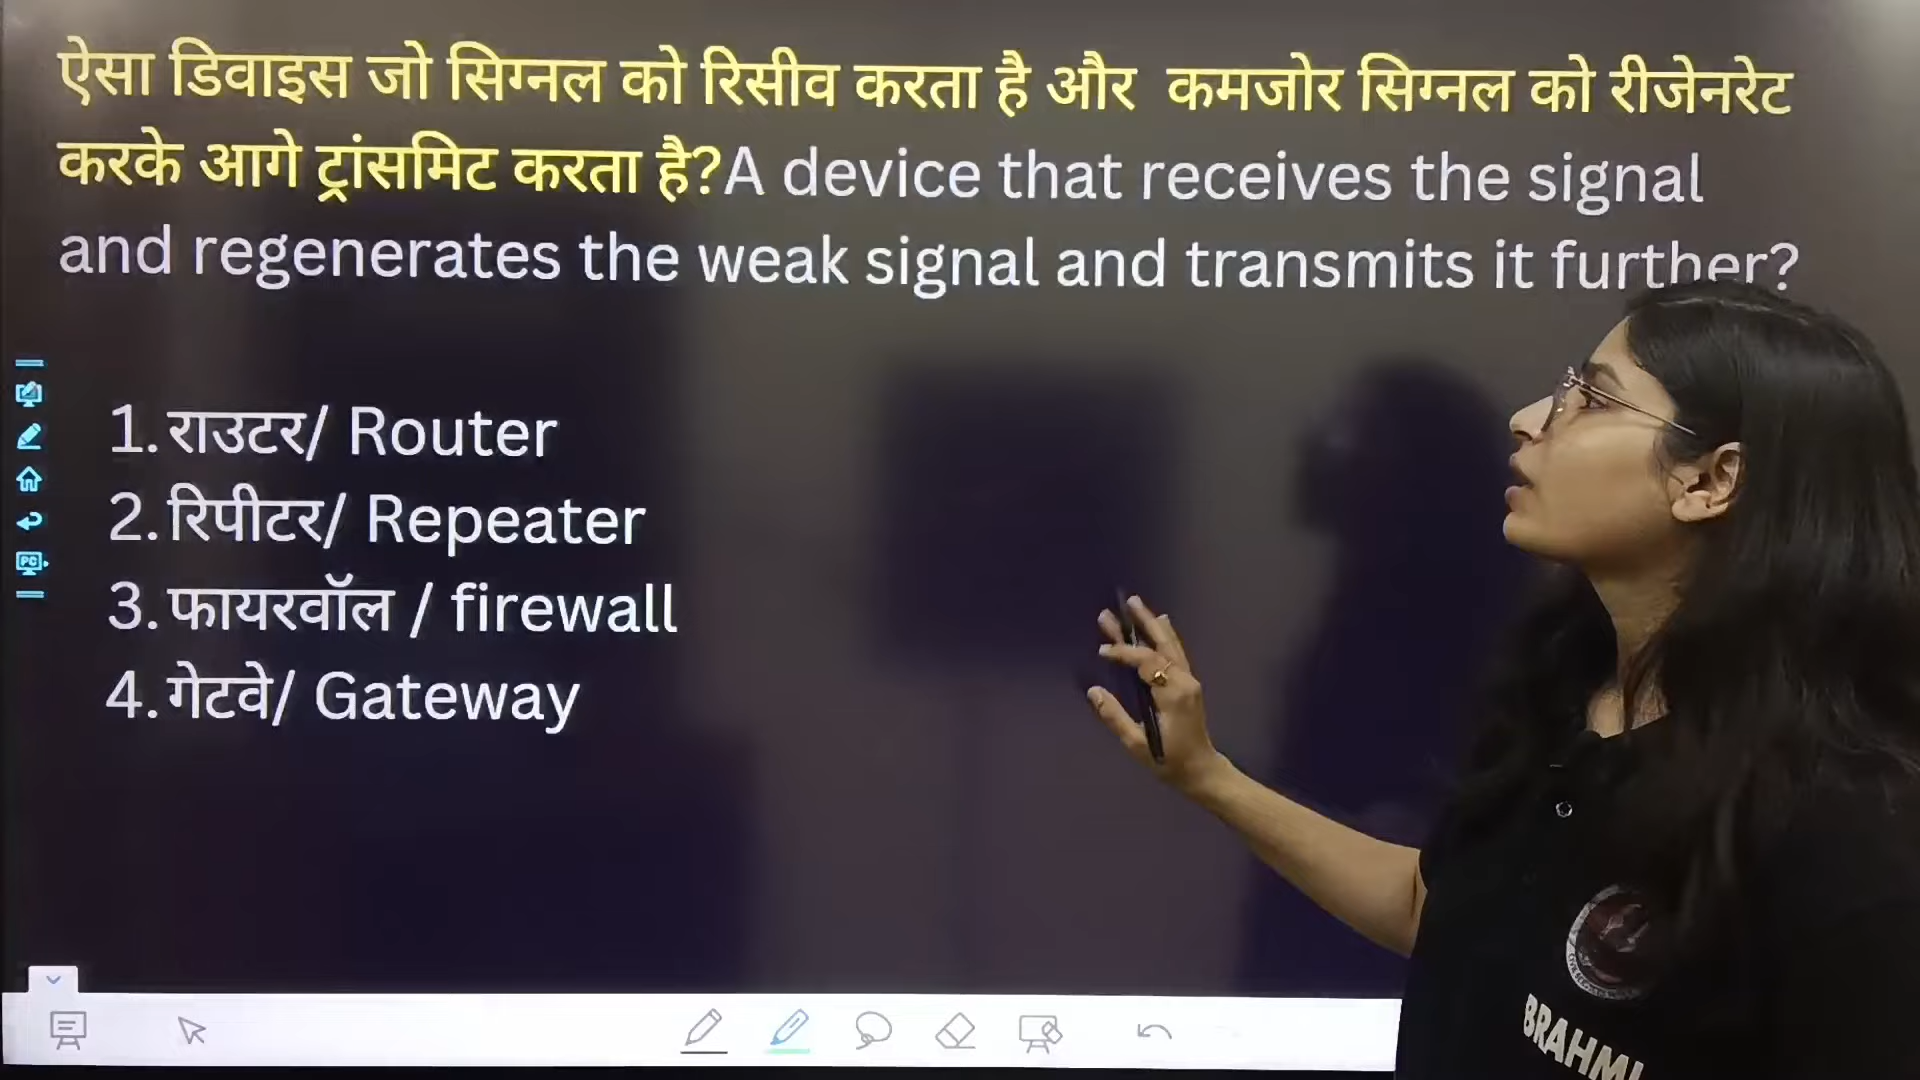 ऐसा डिवाइस जो सिग्नल को रिसीव करता है और कमजोर सिग्नल को रीजेनरेट
करके आगे ट्रांसमिट करता है?A device that receives the signal
and regenerates the weak signal and transmits it further?
1. राउटर/ Router
2. रिपीटर/ Repeater
3. फायरवॉल / firewall
4. गेटवे/ Gateway
PC
BRAHMI